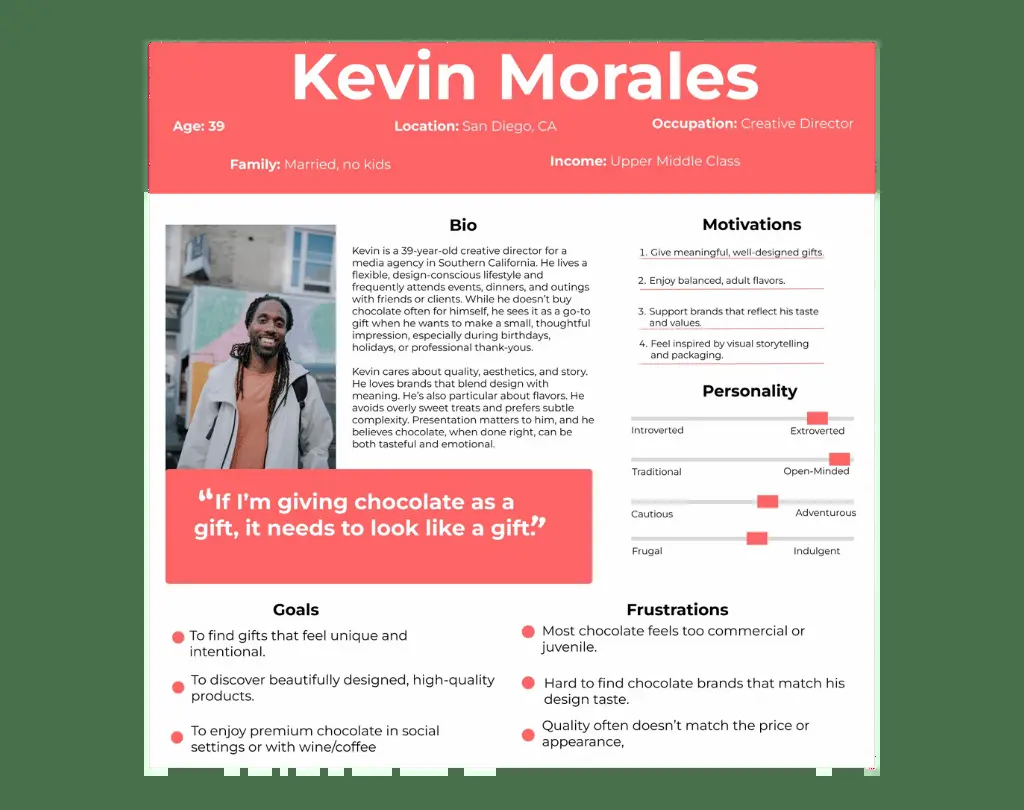 Kevin Morales
Age: 39
Location: San Diego, CA
Occupation: Creative Director
Family: Married, no kids
Income: Upper Middle Class
Bio
Kevin is a 39-year-old creative director for a
media agency in Southern California. He lives a
flexible, design-conscious lifestyle and
frequently attends events, dinners, and outings
with friends or clients. While he doesn’t buy
chocolate often for himself, he sees it as a go-to
gift when he wants to make a small, thoughtful
impression, especially during birthdays,
holidays, or professional thank-yous.
Kevin cares about quality, aesthetics, and story.
He loves brands that blend design with
meaning. He’s also particular about flavors. He
avoids overly sweet treats and prefers subtle
complexity. Presentation matters to him, and he
believes chocolate, when done right, can be
both tasteful and emotional.
Motivations
1. Give meaningful, well-designed gifts.
2. Enjoy balanced, adult flavors.
3. Support brands that reflect his taste
and values.
4. Feel inspired by visual storytelling
and packaging.
Personality
Introverted Extroverted
Traditional Open-Minded
Cautious Adventurous
Frugal Indulgent
“If I’m giving chocolate as a
gift, it needs to look like a gift.”
Goals
To find gifts that feel unique and
intentional.
To discover beautifully designed, high-quality
products.
To enjoy premium chocolate in social
settings or with wine/coffee
Frustrations
Most chocolate feels too commercial or
juvenile.
Hard to find chocolate brands that match his
design taste.
Quality often doesn’t match the price or
appearance,